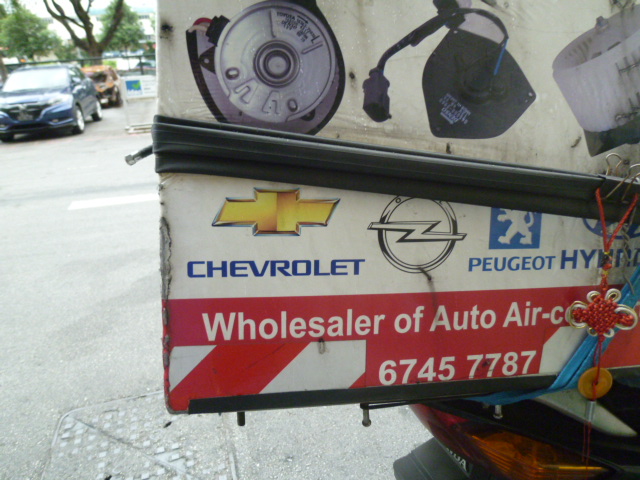 CHEVROLET
PEUGEOT
Wholesaler of Auto Air-c
6745 7787